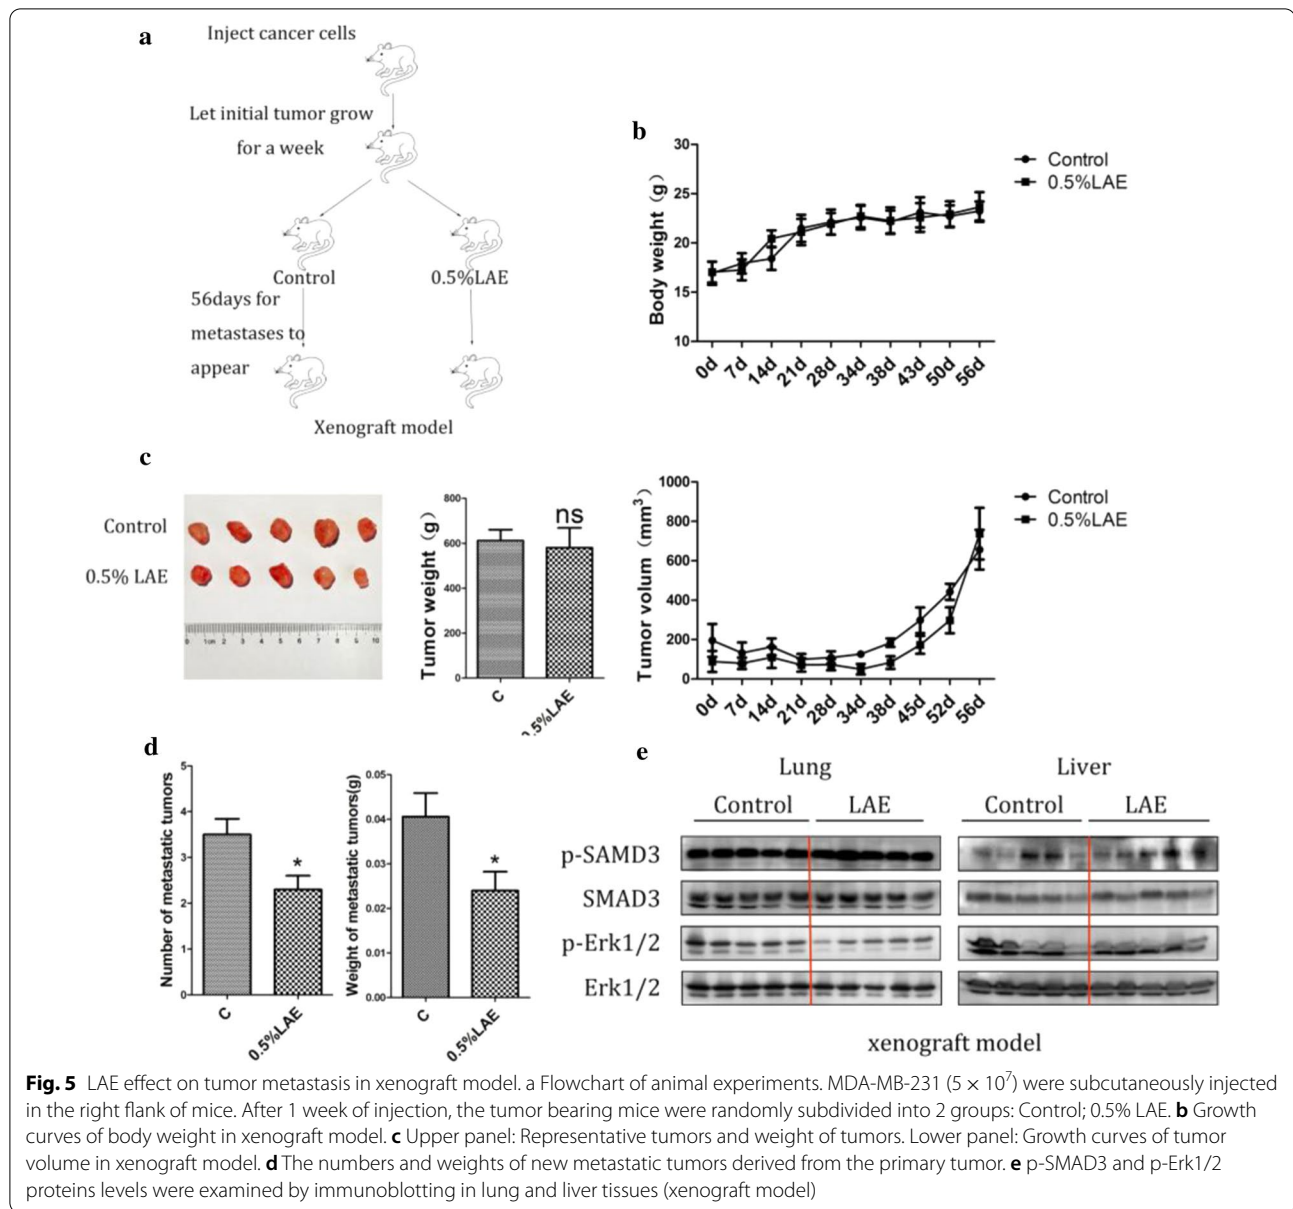 a
Inject cancer cells
Let initial tumor grow
for a week
Control
0.5%LAE
56days for
metastases to
appear
Xenograft model
b
Body weight (g)
30
25
20
15
10
0d 7d 14d 21d 28d 34d 38d 43d 50d 56d
Control
0.5%LAE
c
Control
0.5% LAE
0 1cm 2 3 4 5 6 7 8 9 10
Tumor weight (g)
800
600
400
200
0
ns
C
0.5%LAE
Tumor volum (mm3)
1000
800
600
400
200
0
0d 7d 14d 21d 28d 34d 38d 45d 52d 56d
Control
0.5%LAE
d
Number of metastatic tumors
5
4
3
2
1
0
*
C
0.5%LAE
Weight of metastatic tumors(g)
0.05
0.04
0.03
0.02
0.01
0.00
*
C
0.5%LAE
e
Lung Liver
Control LAE Control LAE
p-SAMD3
SMAD3
p-Erk1/2
Erk1/2
xenograft model
Fig. 5 LAE effect on tumor metastasis in xenograft model. a Flowchart of animal experiments. MDA-MB-231 (5 × 10⁷) were subcutaneously injected
in the right flank of mice. After 1 week of injection, the tumor bearing mice were randomly subdivided into 2 groups: Control; 0.5% LAE. b Growth
curves of body weight in xenograft model. c Upper panel: Representative tumors and weight of tumors. Lower panel: Growth curves of tumor
volume in xenograft model. d The numbers and weights of new metastatic tumors derived from the primary tumor. e p-SMAD3 and p-Erk1/2
proteins levels were examined by immunoblotting in lung and liver tissues (xenograft model)